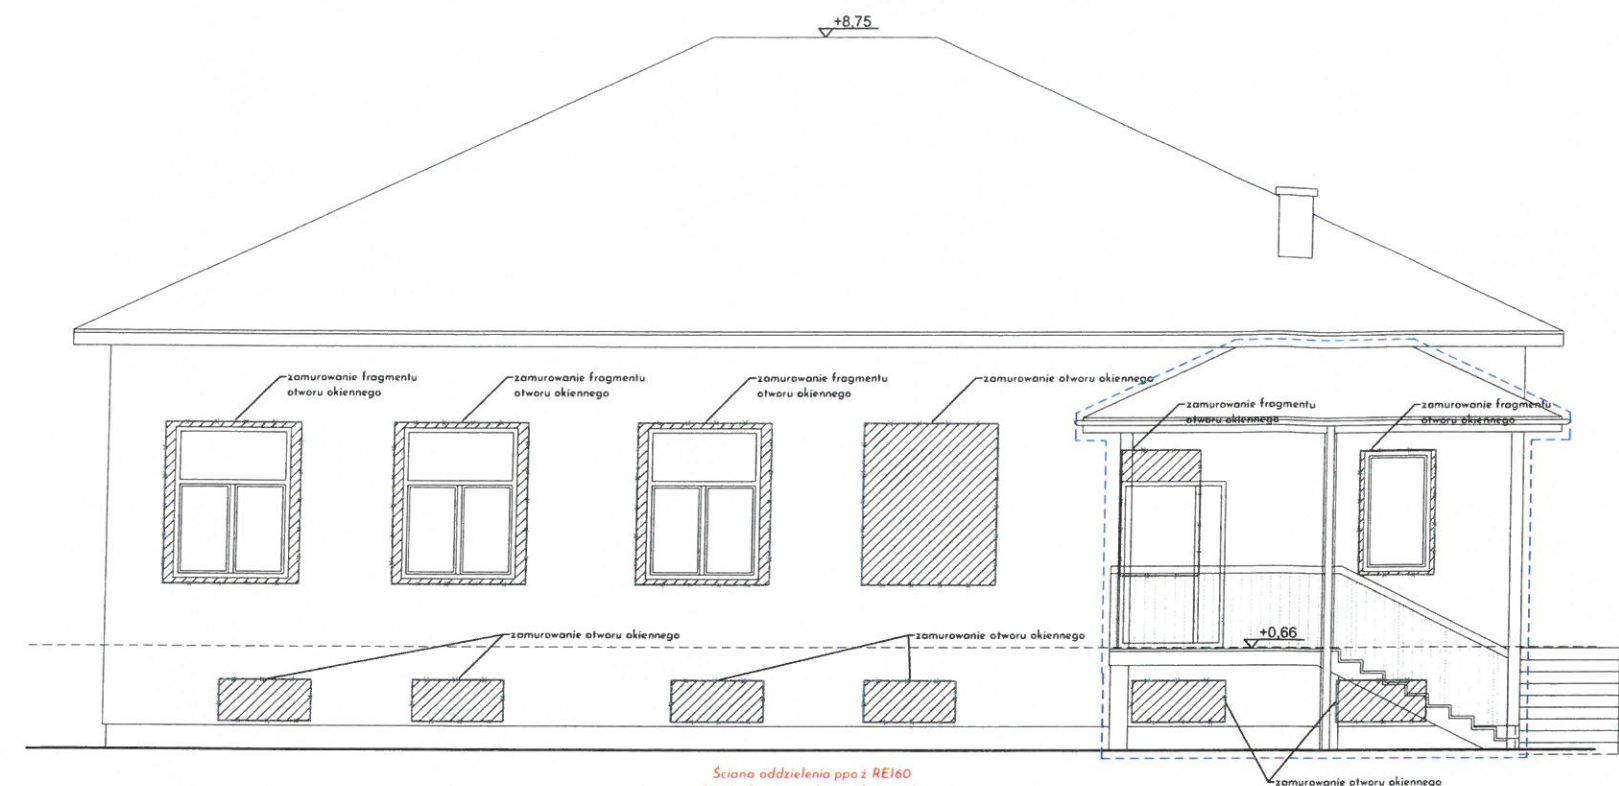 +8,75
zamurowanie fragmentu
otworu okiennego
zamurowanie fragmentu
otworu okiennego
zamurowanie fragmentu
otworu okiennego
zamurowanie otworu okiennego
zamurowanie fragmentu
otworu okiennego
zamurowanie fragmentu
otworu okiennego
zamurowanie otworu okiennego
zamurowanie otworu okiennego
+0,66
Ściana oddzielenia ppo ż REI60
zamurowanie otworu okiennego